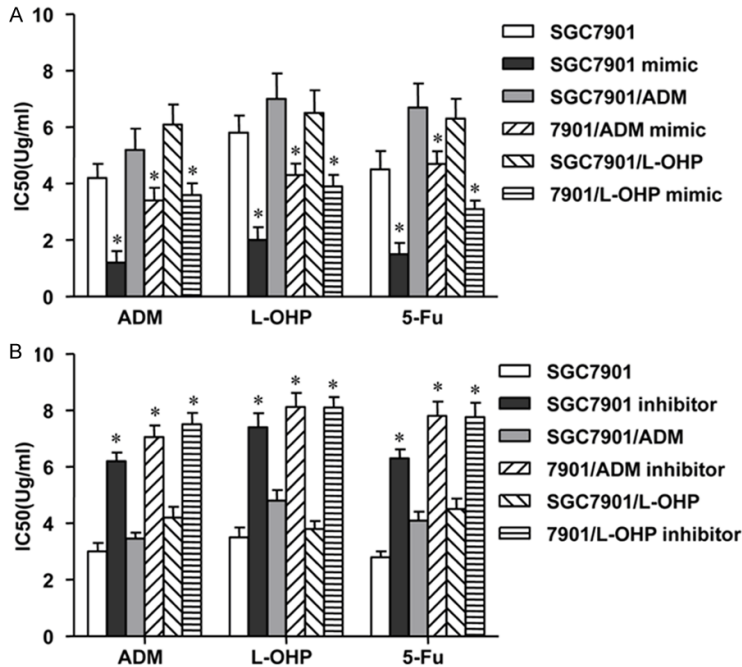 A
IC50(Ug/ml)
10
8
6
4
2
0
* * *
* * *
* * *
ADM L-OHP 5-Fu
SGC7901
SGC7901 mimic
SGC7901/ADM
7901/ADM mimic
SGC7901/L-OHP
7901/L-OHP mimic
B
IC50(Ug/ml)
10
8
6
4
2
0
* * *
* * *
* * *
ADM L-OHP 5-Fu
SGC7901
SGC7901 inhibitor
SGC7901/ADM
7901/ADM inhibitor
SGC7901/L-OHP
7901/L-OHP inhibitor